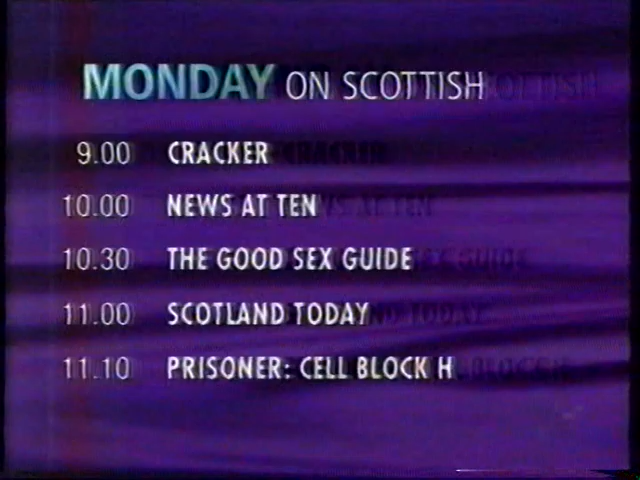 MONDAY ON SCOTTISH
9.00 CRACKER
10.00 NEWS AT TEN
10.30 THE GOOD SEX GUIDE
11.00 SCOTLAND TODAY
11.10 PRISONER: CELL BLOCK H